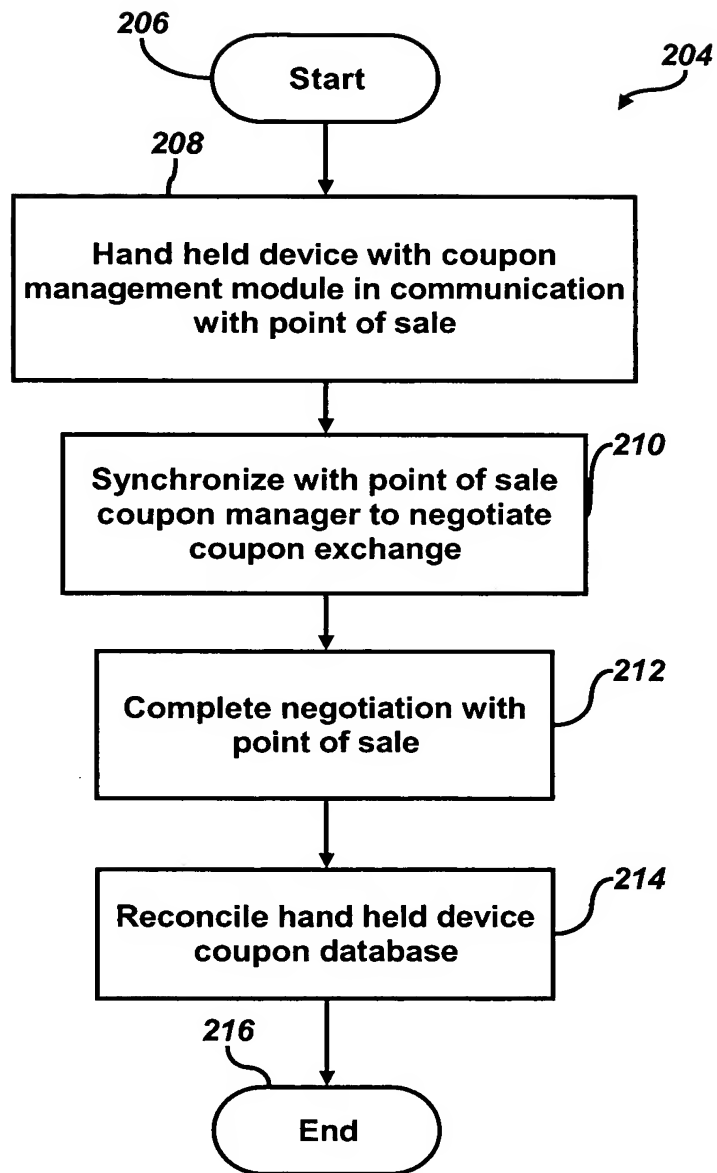 206
Start
204
208
Hand held device with coupon
management module in communication
with point of sale
210
Synchronize with point of sale
coupon manager to negotiate
coupon exchange
212
Complete negotiation with
point of sale
214
Reconcile hand held device
coupon database
216
End